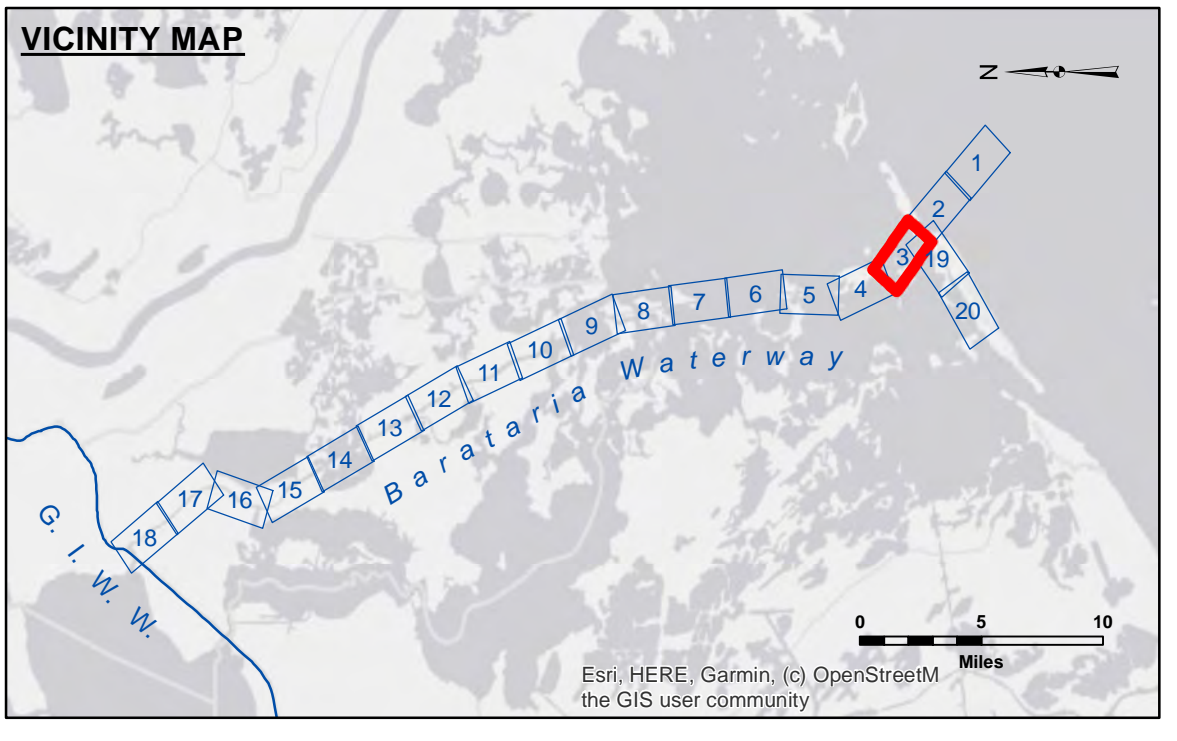 VICINITY MAP
N
1
2
3
19
4
20
5
6
7
8
9
10
11
12
13
14
15
16
17
18
Barataria Waterway
G. I. W. W.
0 5 10
Miles
Esri, HERE, Garmin, (c) OpenStreetM
the GIS user community